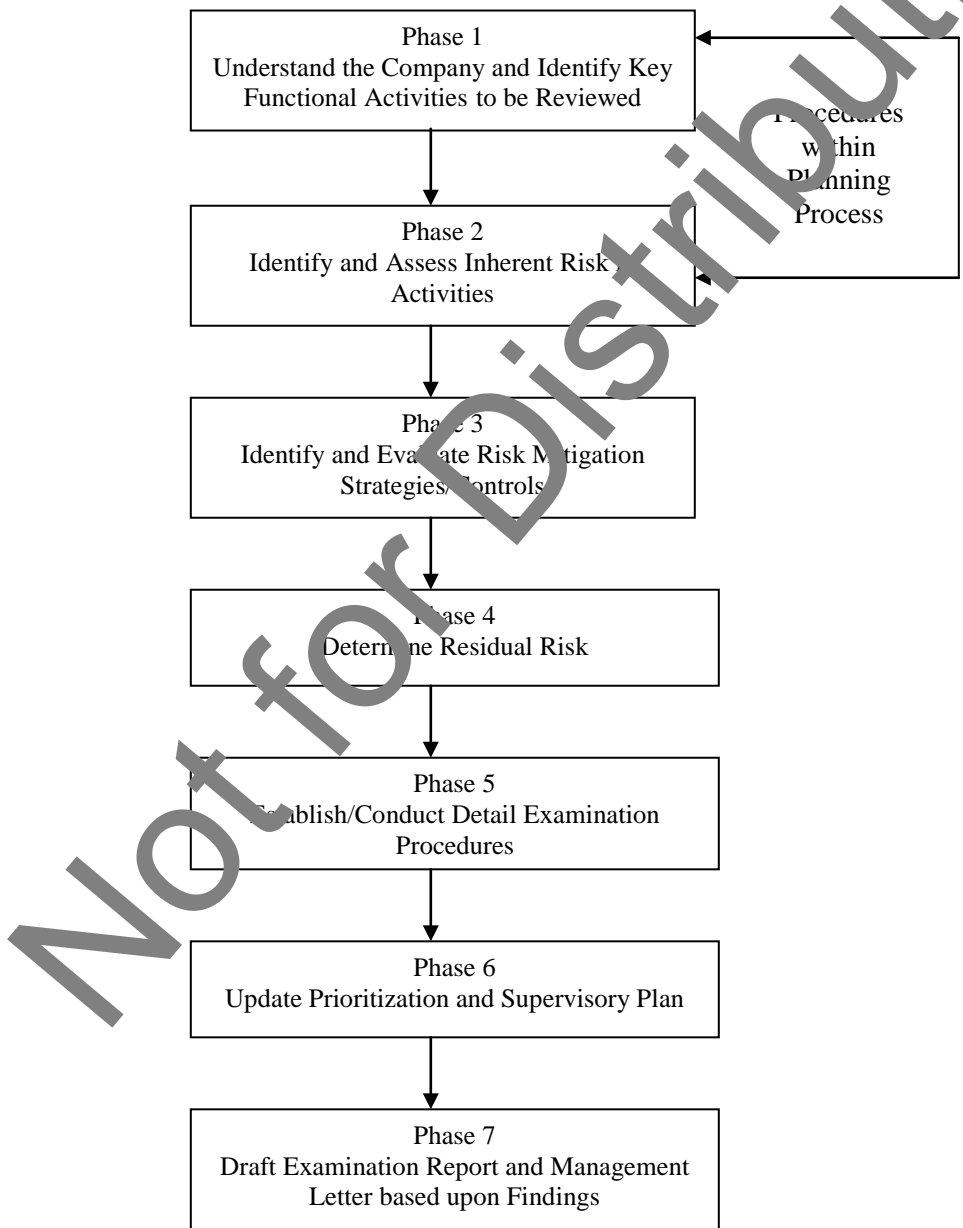 Phase 1
Understand the Company and Identify Key
Functional Activities to be Reviewed
Procedures
within
Planning
Process
Phase 2
Identify and Assess Inherent Risk
Activities
Phase 3
Identify and Evaluate Risk Mitigation
Strategies/Controls
Phase 4
Determine Residual Risk
Phase 5
Establish/Conduct Detail Examination
Procedures
Phase 6
Update Prioritization and Supervisory Plan
Phase 7
Draft Examination Report and Management
Letter based upon Findings
Not for Distribut